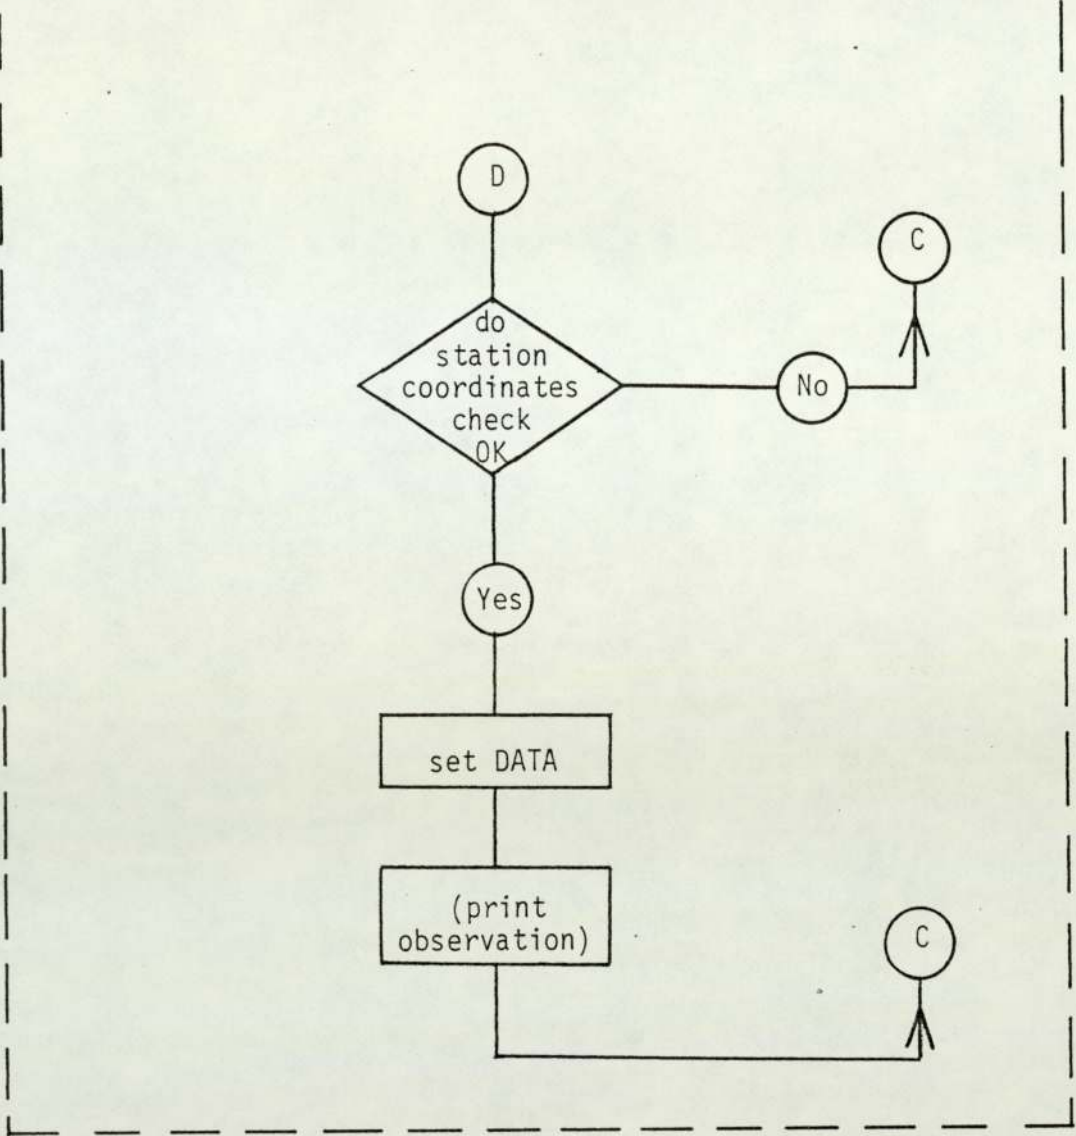 D
C
do
station
coordinates
check
OK
No
Yes
set DATA
(print
observation)
C